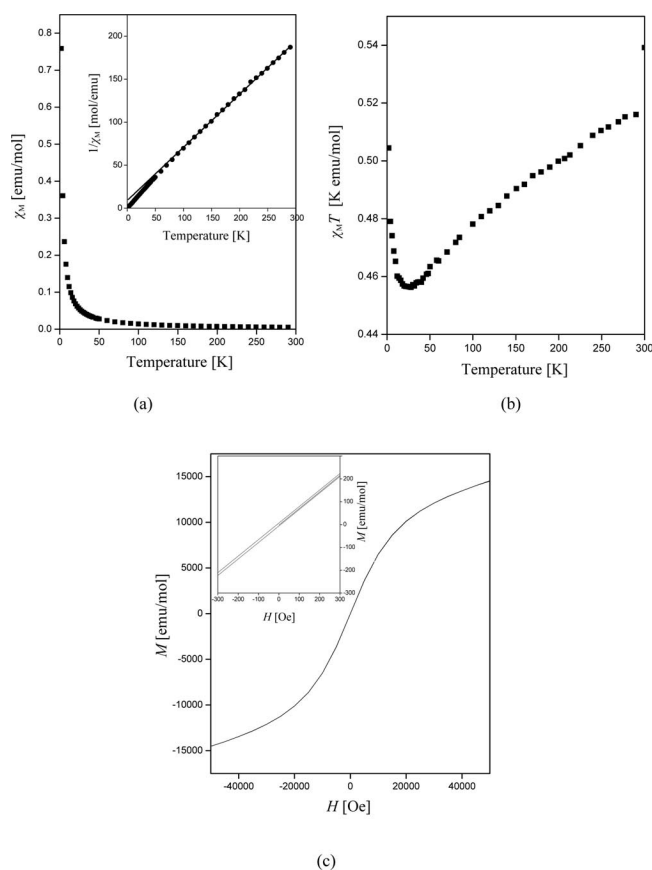 0.8
0.7
0.6
0.5
0.4
0.3
0.2
0.1
0.0
χM [emu/mol]
0 50 100 150 200 250 300
Temperature [K]
200
150
100
50
0
1/χM [mol/emu]
0 50 100 150 200 250 300
Temperature [K]
(a)
0.54
0.52
0.50
0.48
0.46
0.44
χMT [K emu/mol]
0 50 100 150 200 250 300
Temperature [K]
(b)
15000
10000
5000
0
-5000
-10000
-15000
M [emu/mol]
-40000 -20000 0 20000 40000
H [Oe]
200
100
0
-100
-200
-300
M [emu/mol]
-300 -200 -100 0 100 200 300
H [Oe]
(c)